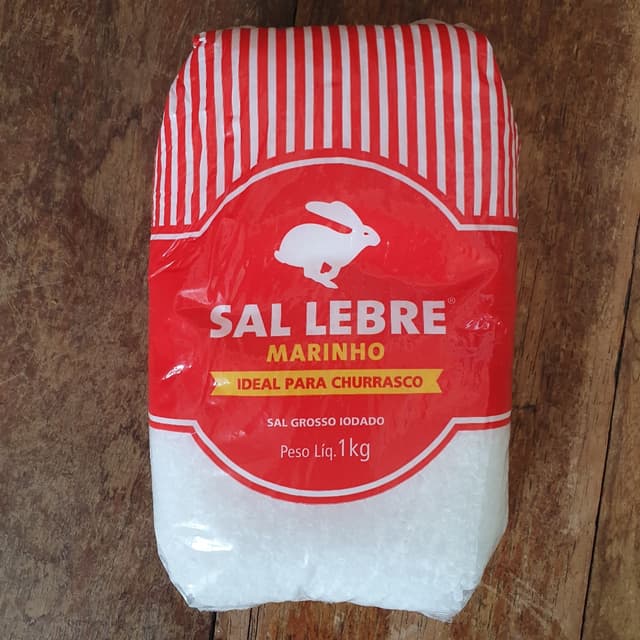 SAL LEBRE®
MARINHO
IDEAL PARA CHURRASCO
SAL GROSSO IODADO
Peso Líq. 1kg